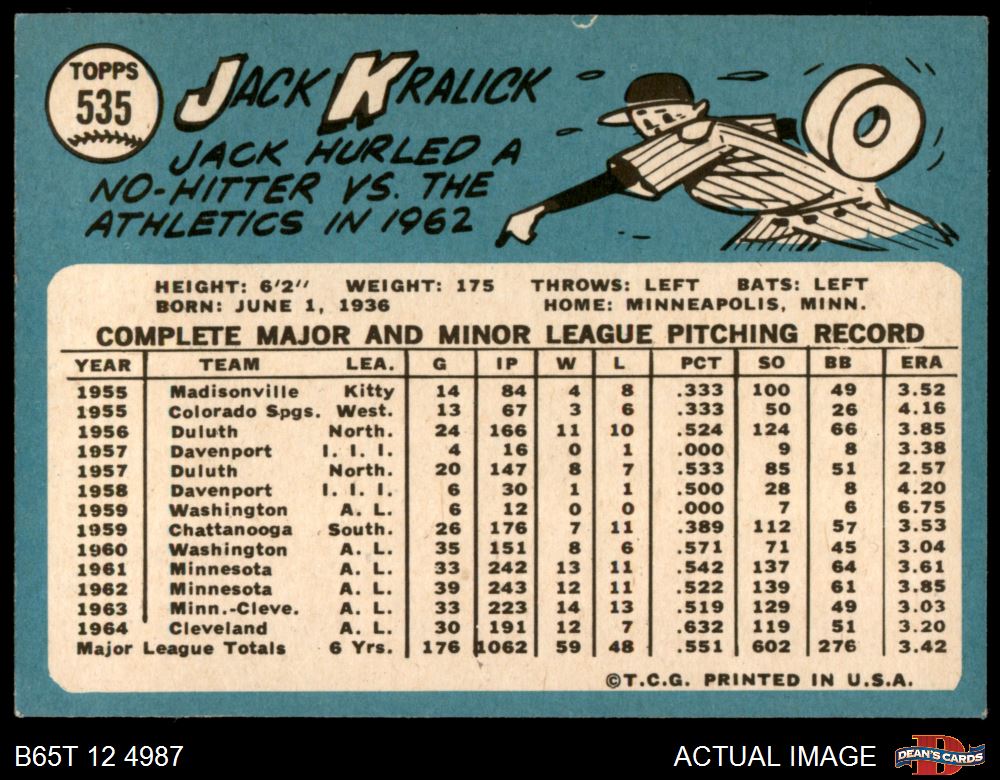 TOPPS
535
JACK KRALICK
JACK HURLED A
NO-HITTER VS. THE
ATHLETICS IN 1962
HEIGHT: 6'2" WEIGHT: 175 THROWS: LEFT BATS: LEFT
BORN: JUNE 1, 1936 HOME: MINNEAPOLIS, MINN.
COMPLETE MAJOR AND MINOR LEAGUE PITCHING RECORD
YEAR TEAM LEA. G IP W L PCT SO BB ERA
1955 Madisonville Kitty 14 84 4 8 .333 100 49 3.52
1955 Colorado Spgs. West. 13 67 3 6 .333 50 26 4.16
1956 Duluth North. 24 166 11 10 .524 124 66 3.85
1957 Davenport I. I. I. 4 16 0 1 .000 9 8 3.38
1957 Duluth North. 20 147 8 7 .533 85 51 2.57
1958 Davenport I. I. I. 6 30 1 1 .500 28 8 4.20
1959 Washington A. L. 6 12 0 0 .000 7 6 6.75
1959 Chattanooga South. 26 176 7 11 .389 112 57 3.53
1960 Washington A. L. 35 151 8 6 .571 71 45 3.04
1961 Minnesota A. L. 33 242 13 11 .542 137 64 3.61
1962 Minnesota A. L. 39 243 12 11 .522 139 61 3.85
1963 Minn.-Cleve. A. L. 33 223 14 13 .519 129 49 3.03
1964 Cleveland A. L. 30 191 12 7 .632 119 51 3.20
Major League Totals 6 Yrs. 176 1062 59 48 .551 602 276 3.42
©T.C.G. PRINTED IN U.S.A.
B65T 12 4987 ACTUAL IMAGE
D
DEAN'S CARDS